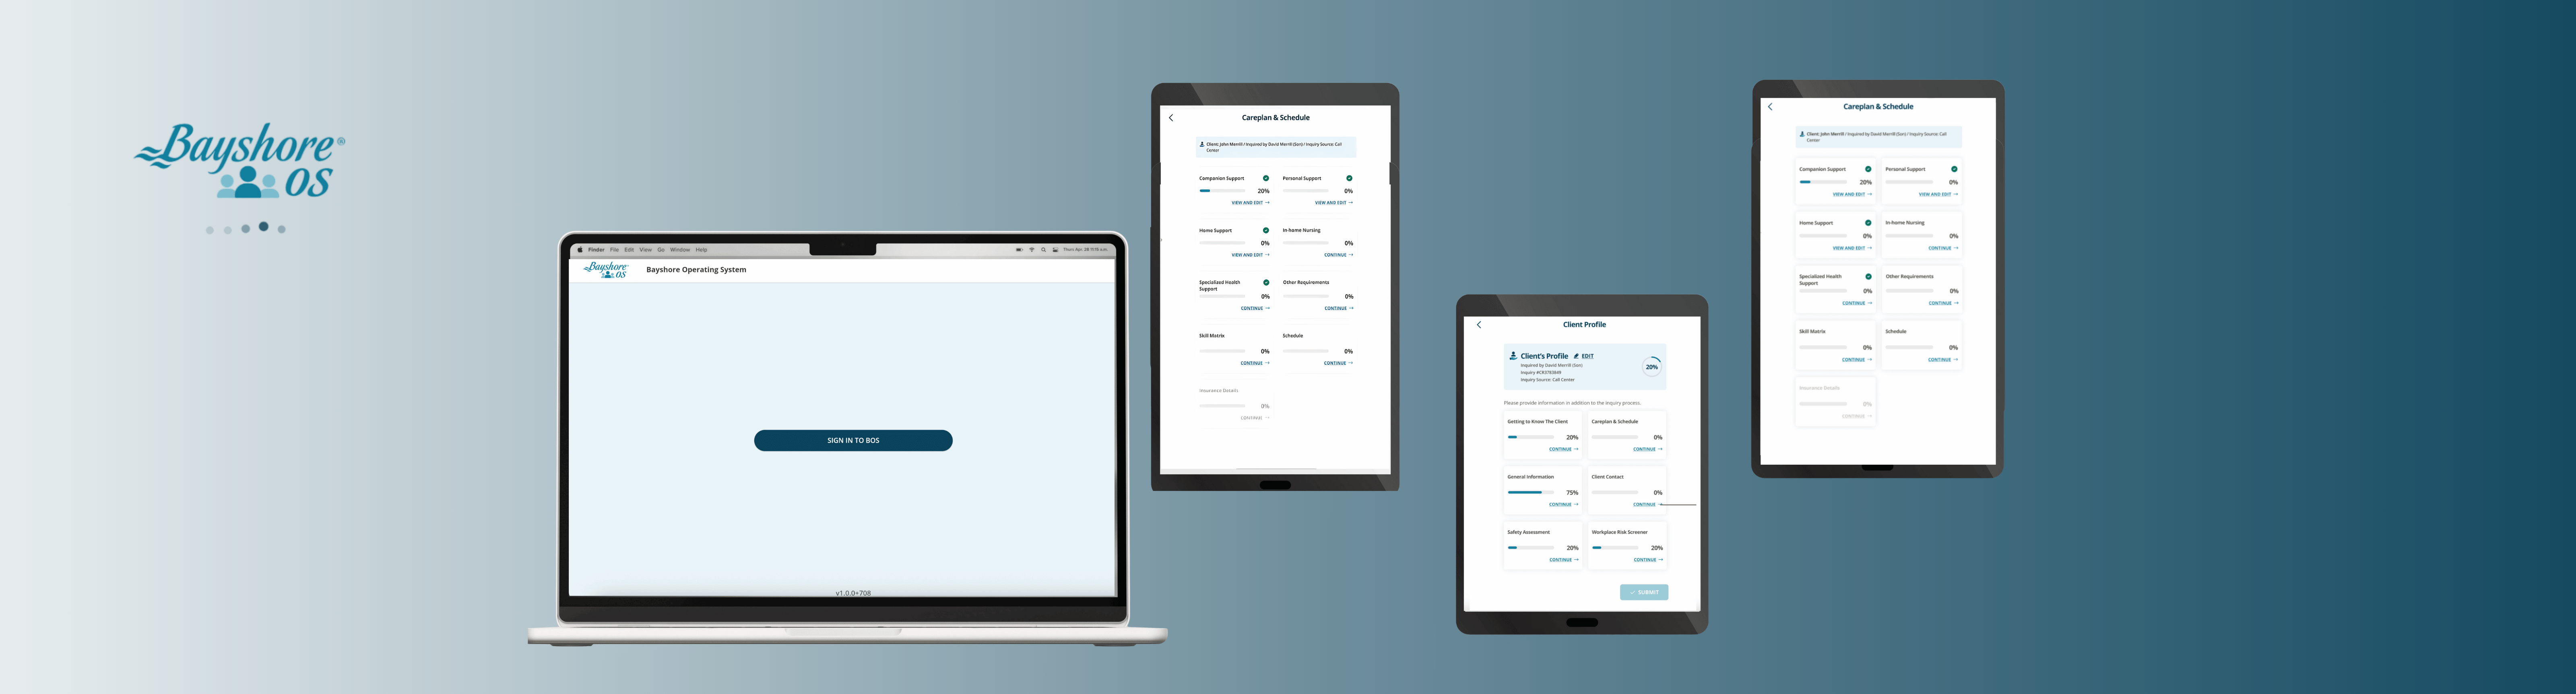 Bayshore®
OS
Finder File Edit View Go Window Help
Bayshore
OS
Bayshore Operating System
SIGN IN TO BOS
v1.0.0+708
Careplan & Schedule
Client: John Merrill / Inquired by David Merrill (Son) / Inquiry Source: Call
Center
Companion Support Personal Support
20% 0%
VIEW AND EDIT → VIEW AND EDIT →
Home Support In-home Nursing
0% 0%
VIEW AND EDIT → CONTINUE →
Specialized Health Other Requirements
Support
0% 0%
CONTINUE → CONTINUE →
Skill Matrix Schedule
0% 0%
CONTINUE → CONTINUE →
Insurance Details
0%
CONTINUE →
Client Profile
Client's Profile EDIT
20%
Inquired by David Merrill (Son)
Inquiry #CR3783849
Inquiry Source: Call Center
Please provide information in addition to the inquiry process.
Getting to Know The Client Careplan & Schedule
20% 0%
CONTINUE → CONTINUE →
General Information Client Contact
75% 0%
CONTINUE → CONTINUE →
Safety Assessment Workplace Risk Screener
20% 20%
CONTINUE → CONTINUE →
SUBMIT
Careplan & Schedule
Client: John Merrill / Inquired by David Merrill (Son) / Inquiry Source: Call
Center
Companion Support Personal Support
20% 0%
VIEW AND EDIT → VIEW AND EDIT →
Home Support In-home Nursing
0% 0%
VIEW AND EDIT → CONTINUE →
Specialized Health Other Requirements
Support
0% 0%
CONTINUE → CONTINUE →
Skill Matrix Schedule
0% 0%
CONTINUE → CONTINUE →
Insurance Details
0%
CONTINUE →